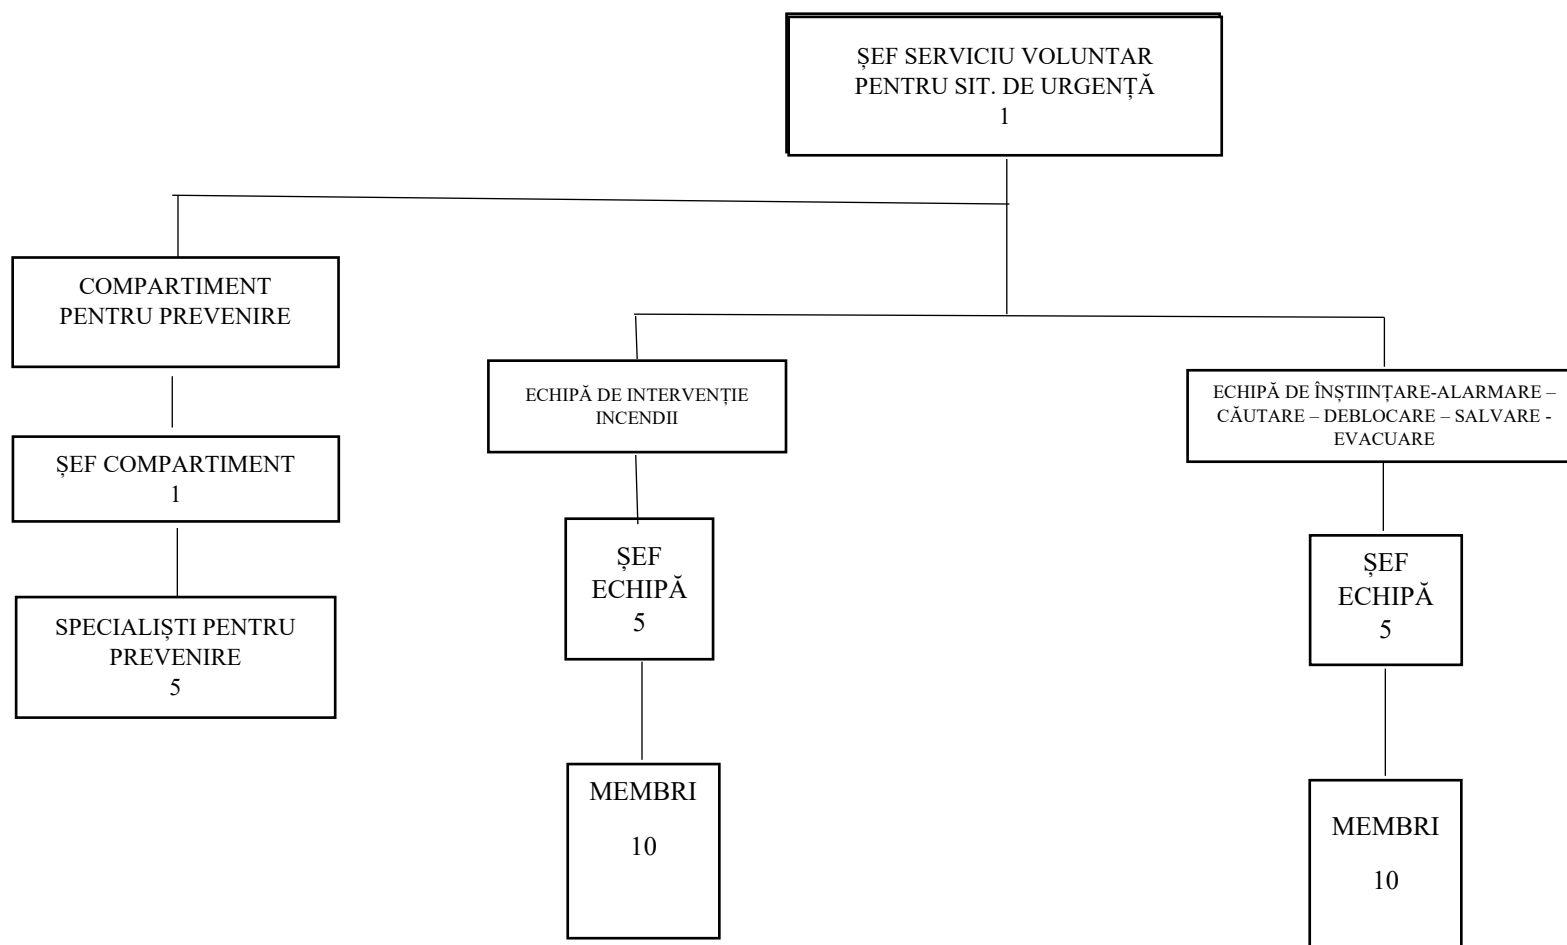 ȘEF SERVICIU VOLUNTAR
PENTRU SIT. DE URGENȚĂ
1
COMPARTIMENT
PENTRU PREVENIRE
ȘEF COMPARTIMENT
1
SPECIALIȘTI PENTRU
PREVENIRE
5
ECHIPĂ DE INTERVENȚIE
INCENDII
ȘEF
ECHIPĂ
5
MEMBRI
10
ECHIPĂ DE ÎNȘTIINȚARE-ALARMARE –
CĂUTARE – DEBLOCARE – SALVARE -
EVACUARE
ȘEF
ECHIPĂ
5
MEMBRI
10